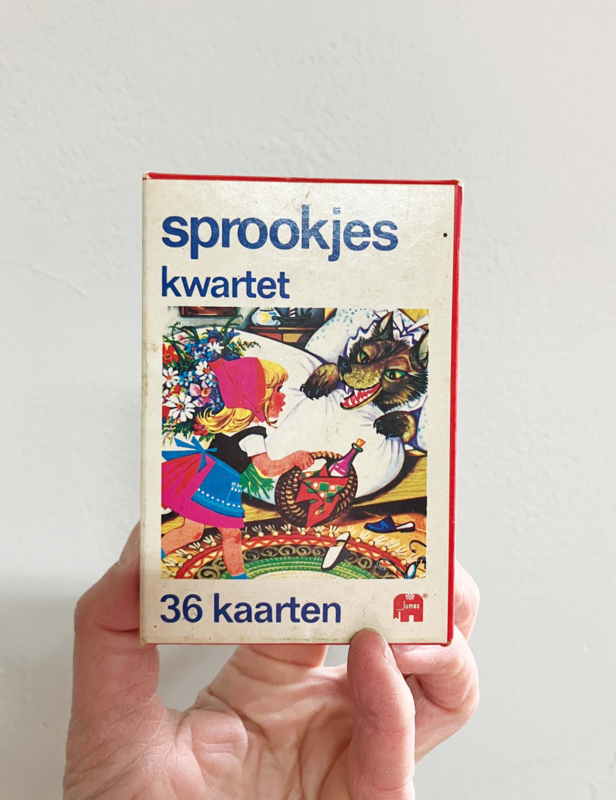 sprookjes
kwartet
36 kaarten
Jumbo
®